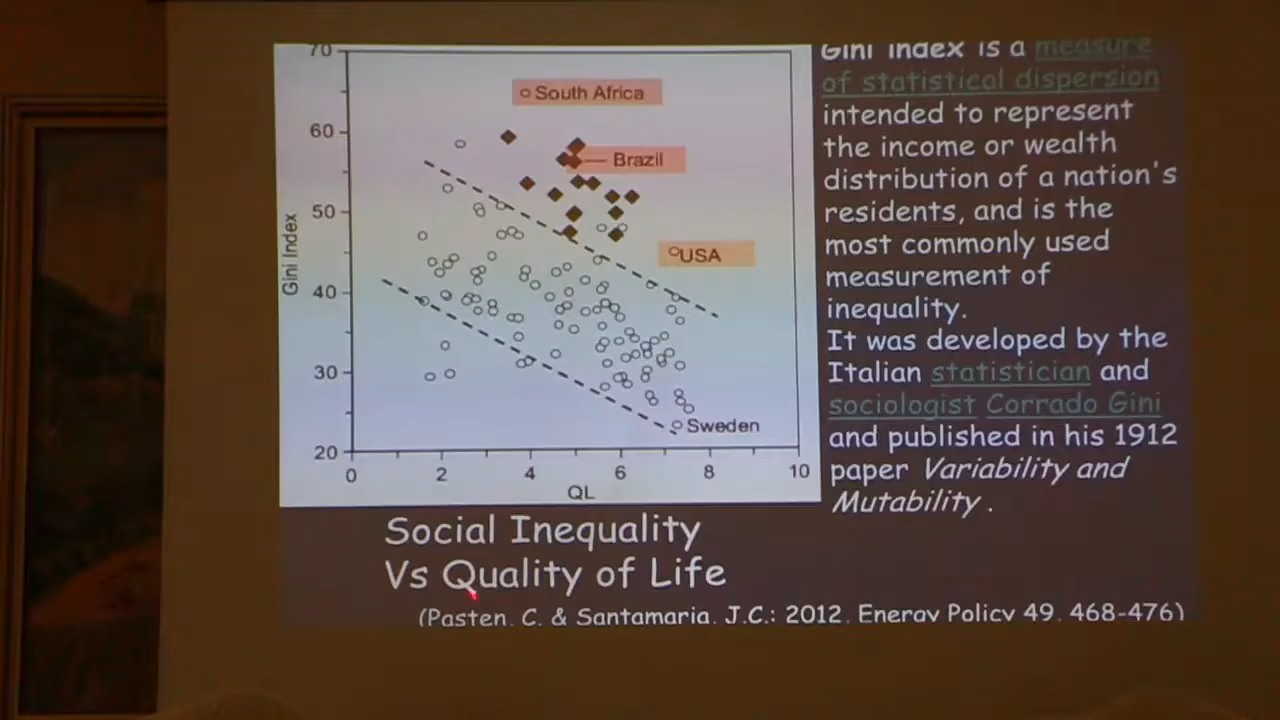 70
60
50
40
30
20
0
2
4
6
8
10
Gini Index
QL
South Africa
Brazil
USA
Sweden
Gini Index is a measure
of statistical dispersion
intended to represent
the income or wealth
distribution of a nation's
residents, and is the
most commonly used
measurement of
inequality.
It was developed by the
Italian statistician and
sociologist Corrado Gini
and published in his 1912
paper Variability and
Mutability .
Social Inequality
Vs Quality of Life
(Pasten, C. & Santamaria, J.C.: 2012, Energy Policy 49, 468-476)